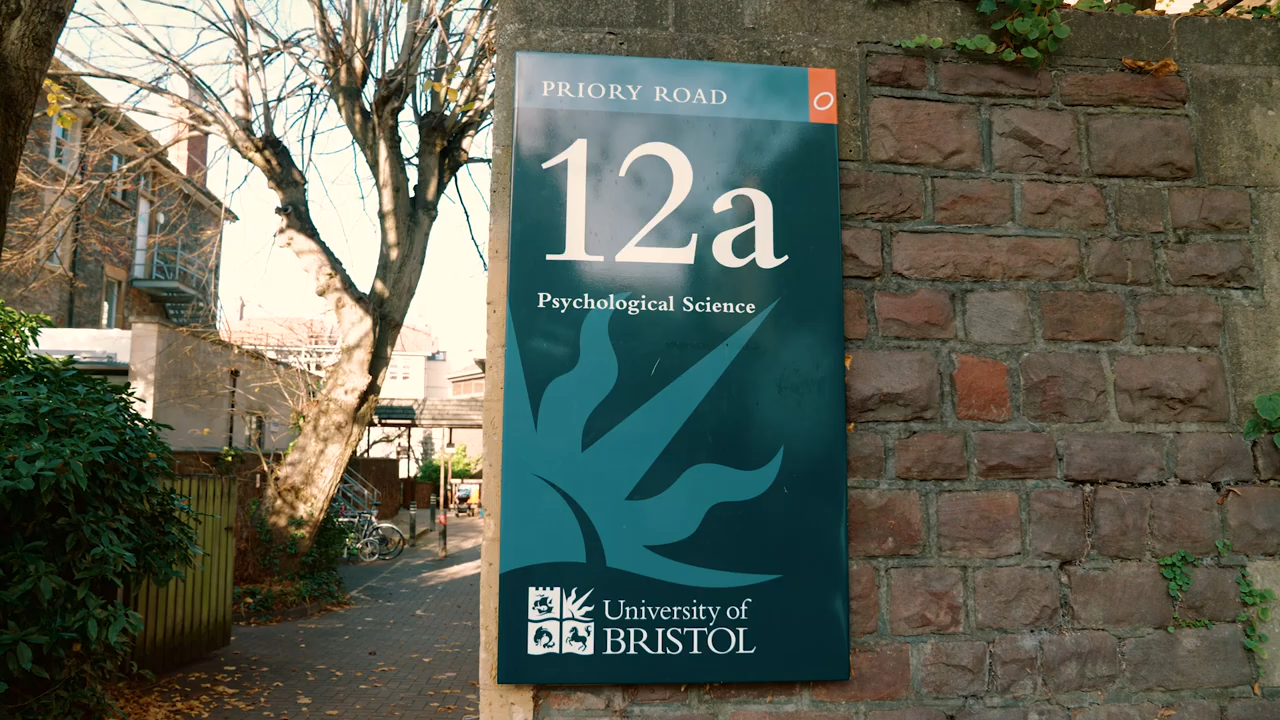 PRIORY ROAD
12a
Psychological Science
University of
BRISTOL